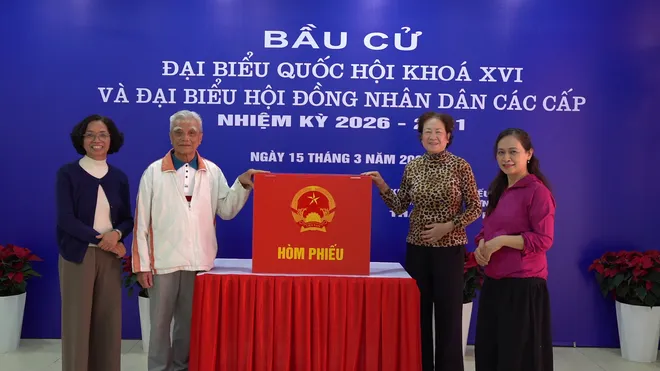 BẦU CỬ
ĐẠI BIỂU QUỐC HỘI KHOÁ XVI
VÀ ĐẠI BIỂU HỘI ĐỒNG NHÂN DÂN CÁC CẤP
NHIỆM KỲ 2026 -
NGÀY 15 THÁNG 3 NĂM
HÒM PHIẾU